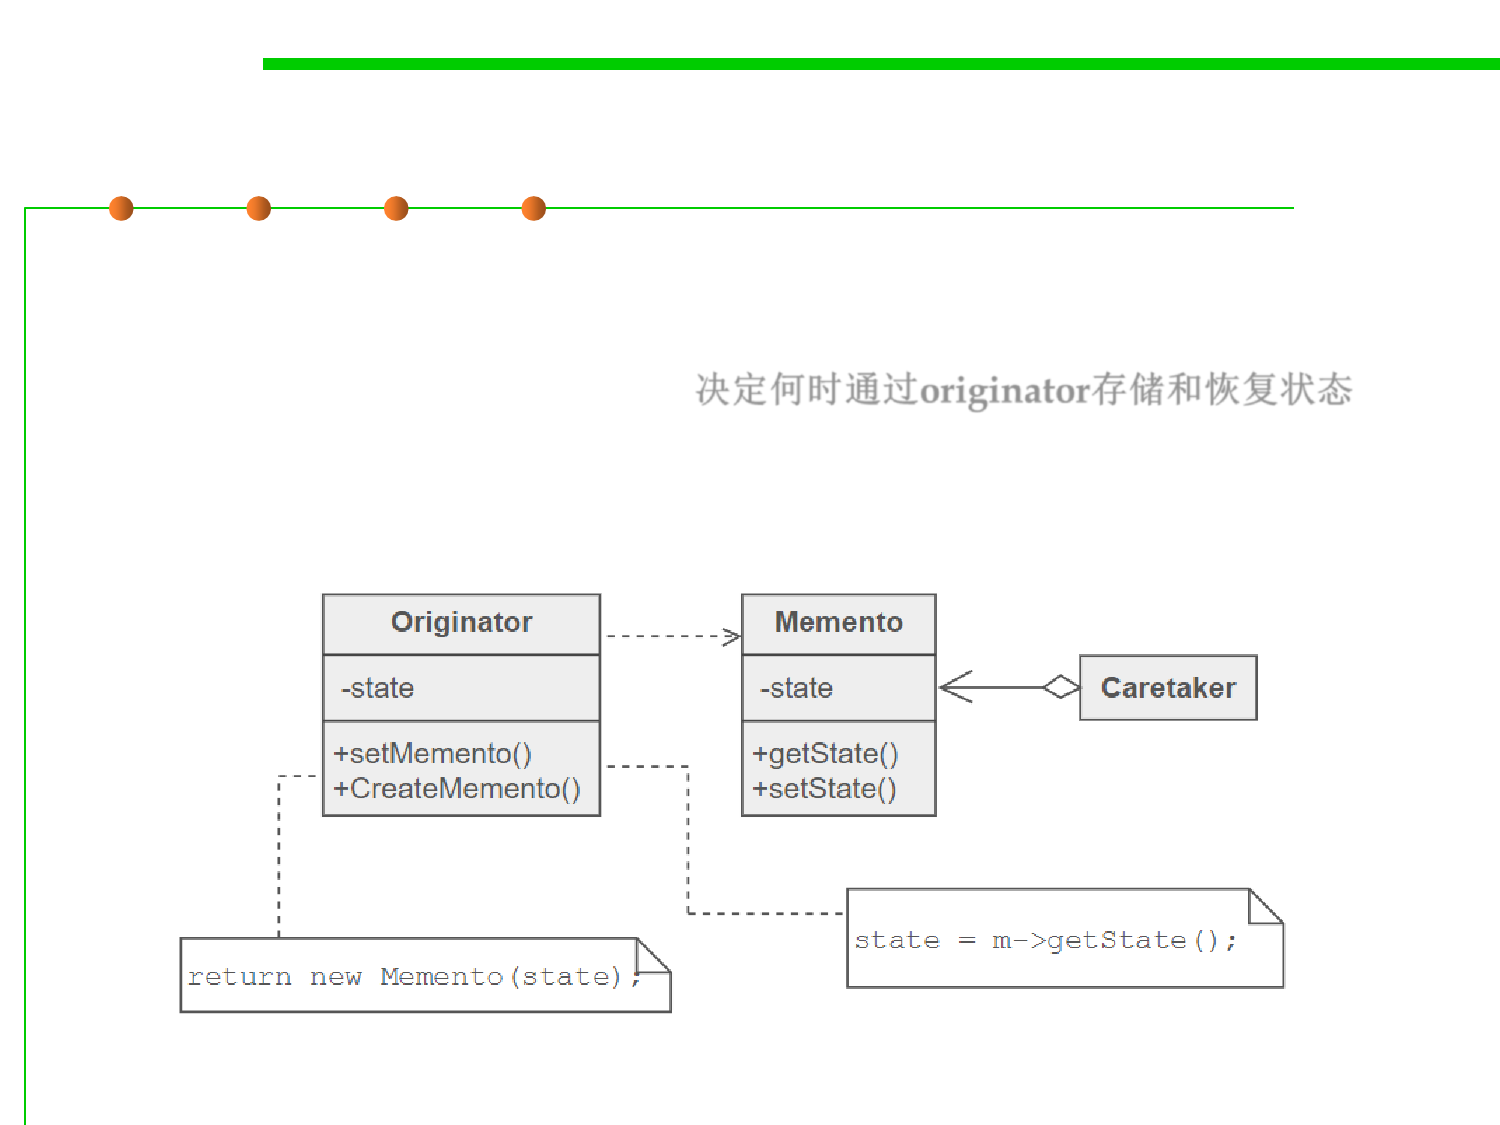 决定何时通过originator存储和恢复状态
Originator
-state
+setMemento()
+CreateMemento()
Memento
-state
+getState()
+setState()
Caretaker
state = m->getState();
return new Memento(state);